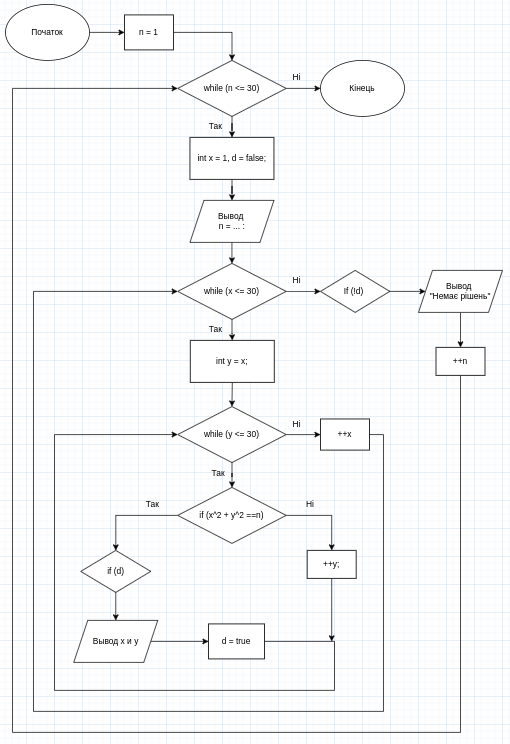 Початок
n = 1
while (n <= 30)
Ні
Кінець
Так
int x = 1, d = false;
Вывод
n = ... :
while (x <= 30)
Ні
If (!d)
Вывод
"Немає рішень"
Так
++n
int y = x;
while (y <= 30)
Ні
++x
Так
Так
if (x^2 + y^2 ==n)
Ні
if (d)
++y;
Вывод x и y
d = true